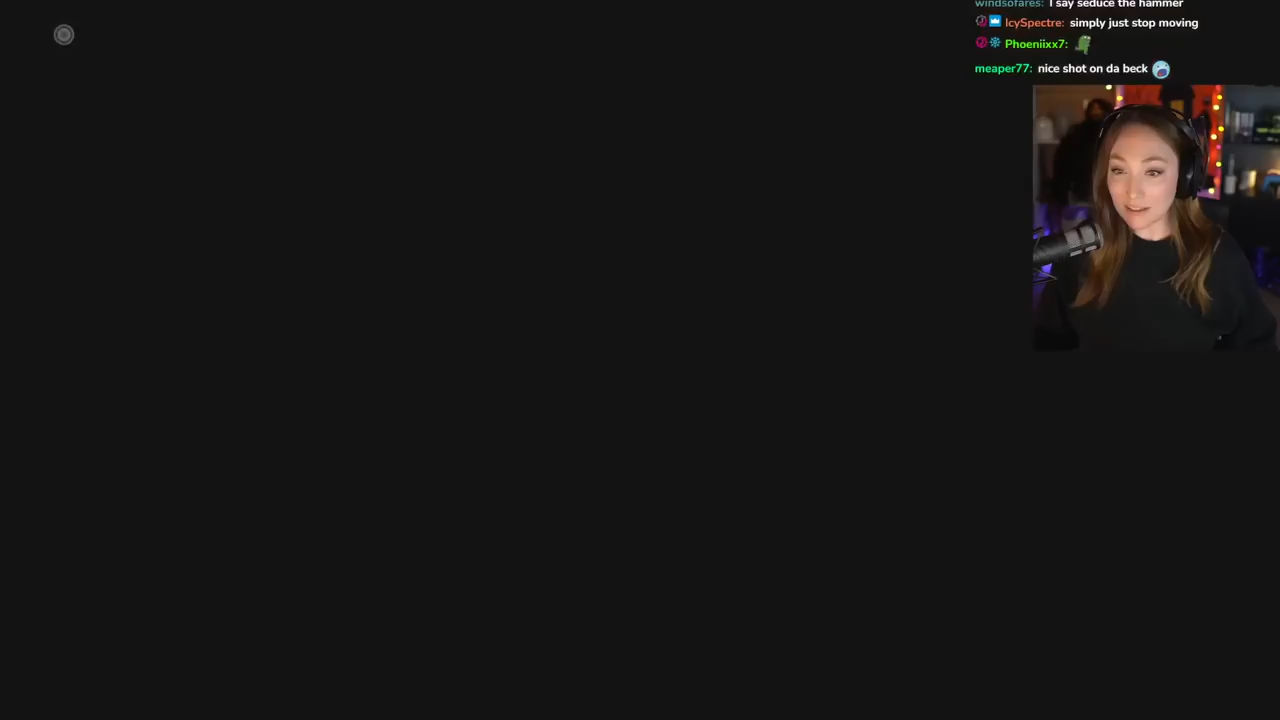 windsofares: I say seduce the hammer
IcySpectre: simply just stop moving
Phoeniixx7:
meaper77: nice shot on da beck